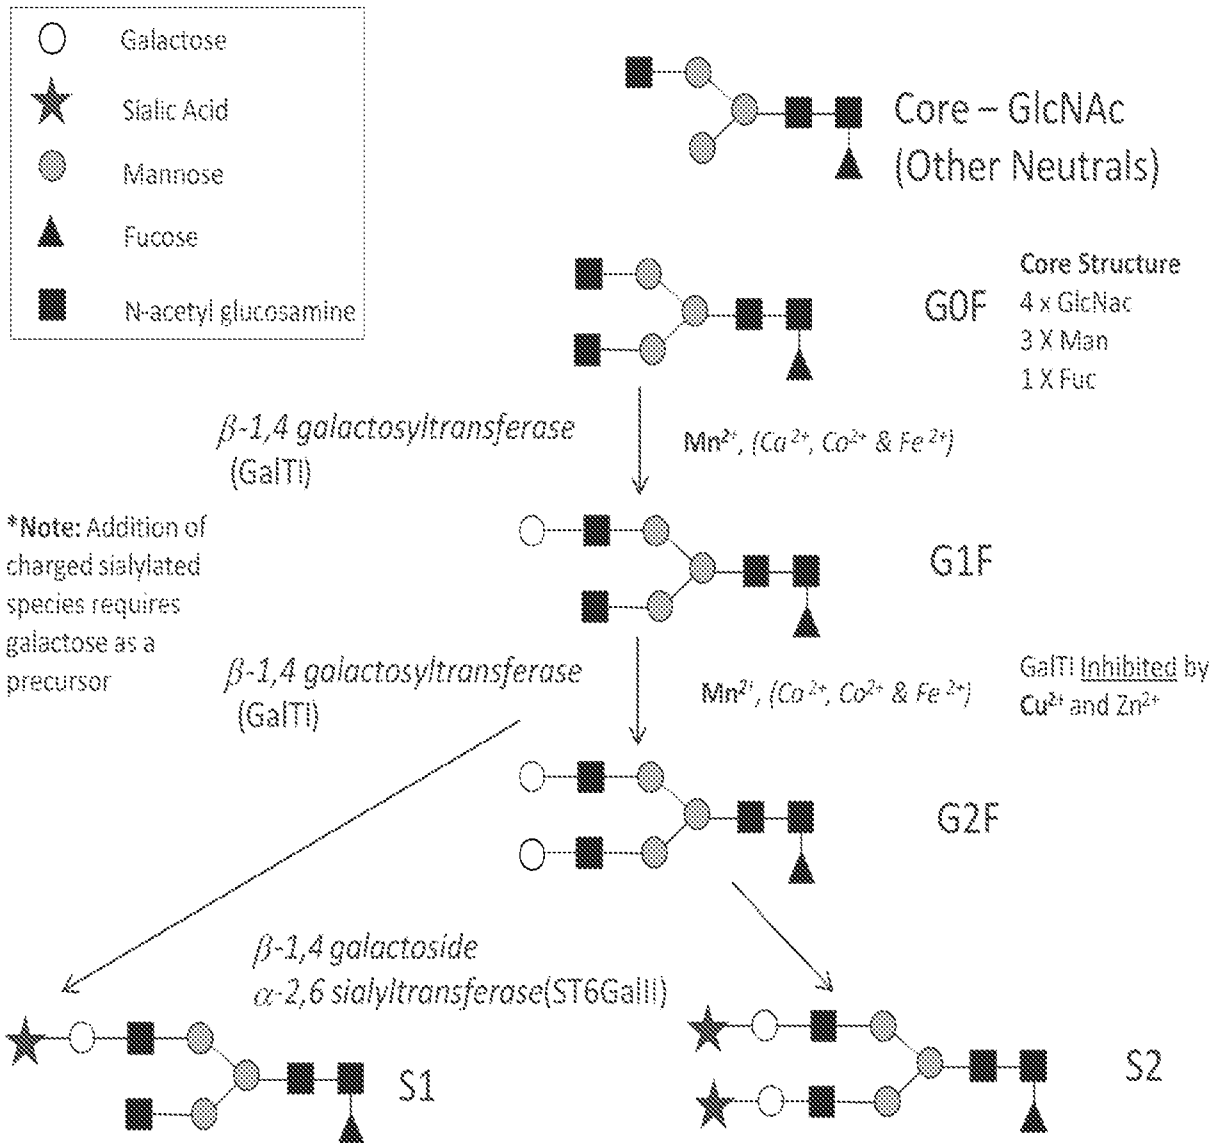 Galactose
Sialic Acid
Mannose
Fucose
N-acetyl glucosamine
Core – GlcNAc
(Other Neutrals)
G0F
Core Structure
4 x GlcNac
3 X Man
1 X Fuc
β-1,4 galactosyltransferase
(GalTI)
Mn²⁺, (Ca²⁺, Co²⁺ & Fe²⁺)
*Note: Addition of
charged sialylated
species requires
galactose as a
precursor
G1F
β-1,4 galactosyltransferase
(GalTI)
Mn²⁺, (Ca²⁺, Co²⁺ & Fe²⁺)
GalTI Inhibited by
Cu²⁺ and Zn²⁺
G2F
β-1,4 galactoside
α-2,6 sialyltransferase(ST6GalII)
S1
S2